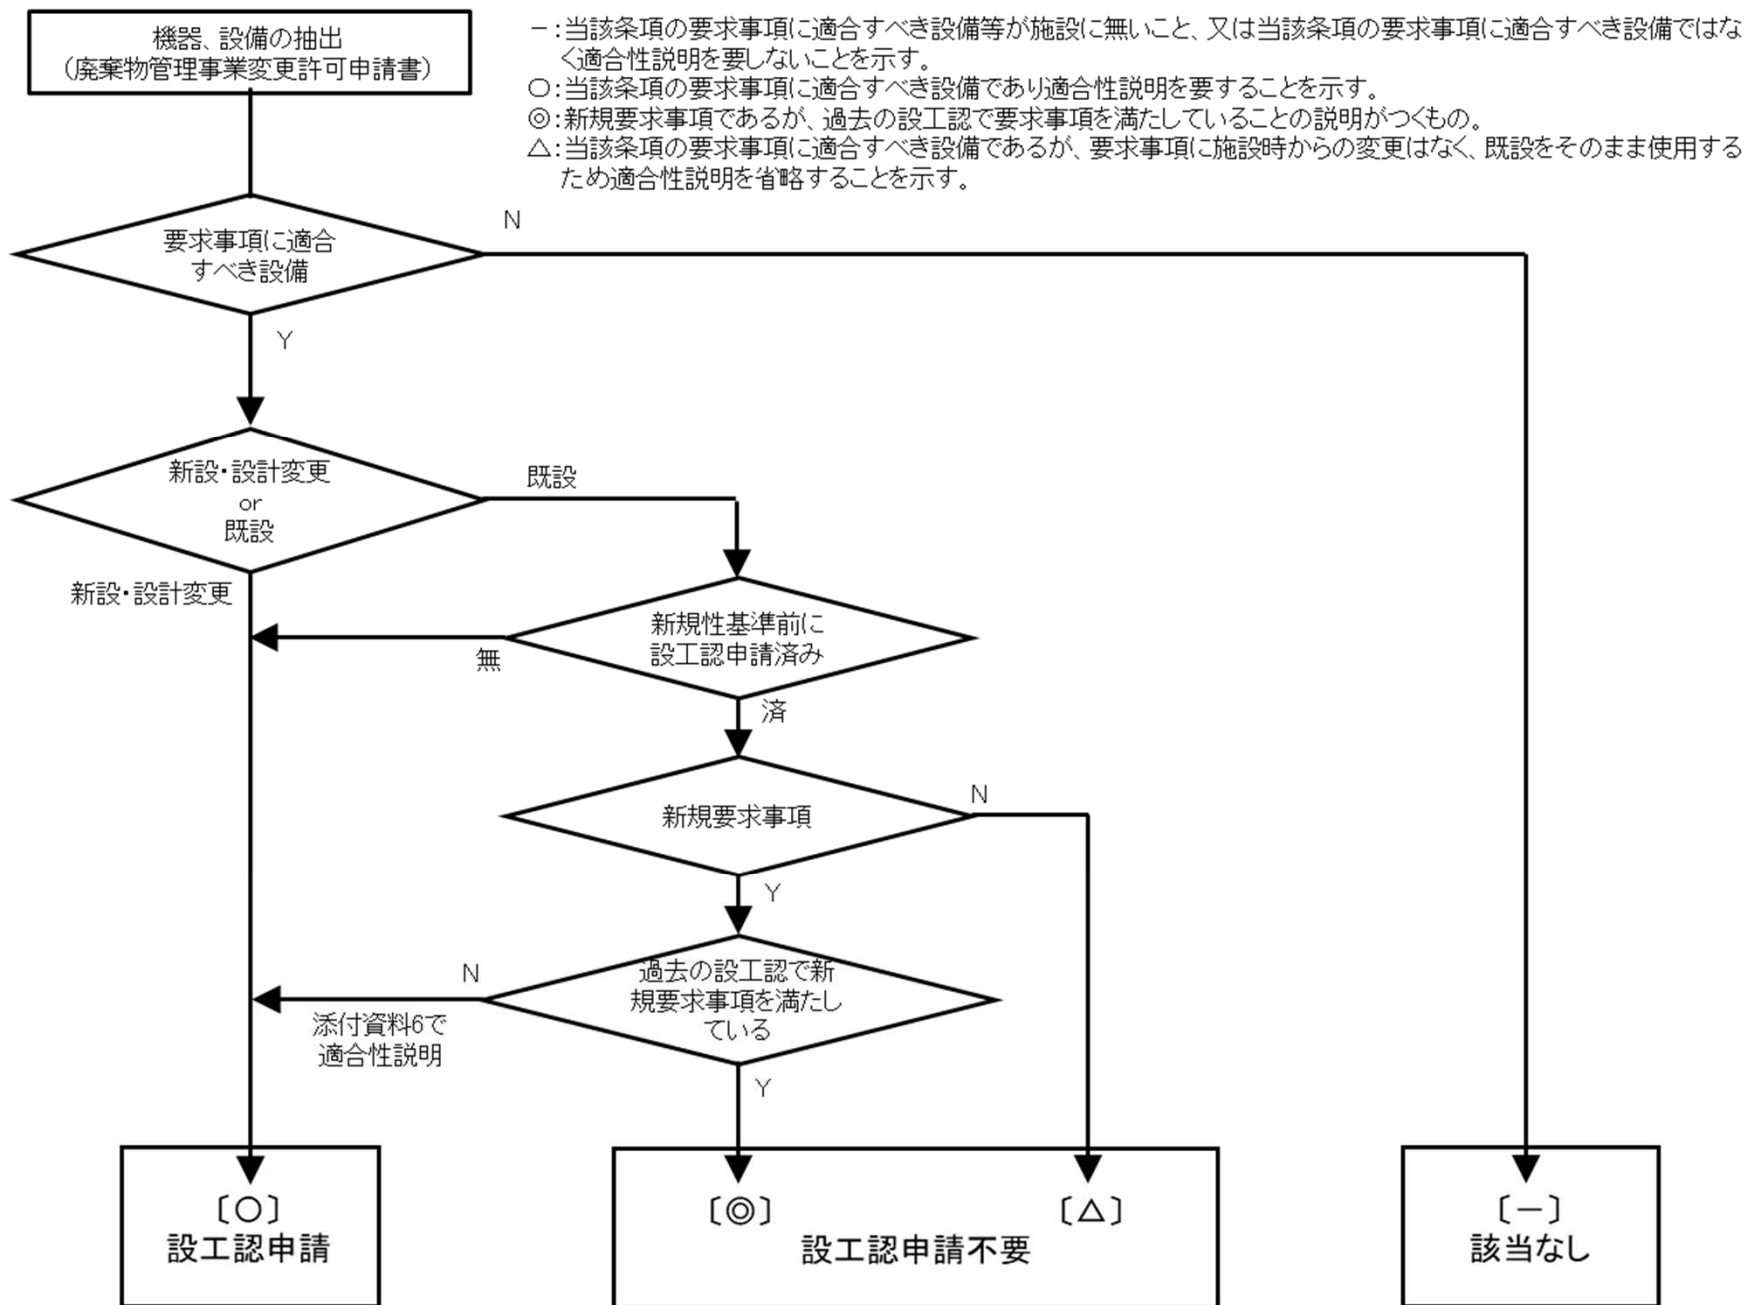 機器、設備の抽出
（廃棄物管理事業変更許可申請書）
－：当該条項の要求事項に適合すべき設備等が施設に無いこと、又は当該条項の要求事項に適合すべき設備ではな
く適合性説明を要しないことを示す。
○：当該条項の要求事項に適合すべき設備であり適合性説明を要することを示す。
◎：新規要求事項であるが、過去の設工認で要求事項を満たしていることの説明がつくもの。
△：当該条項の要求事項に適合すべき設備であるが、要求事項に施設時からの変更はなく、既設をそのまま使用する
ため適合性説明を省略することを示す。
要求事項に適合
すべき設備
N
Y
新設・設計変更
or
既設
既設
新設・設計変更
新規性基準前に
設工認申請済み
無
済
新規要求事項
N
Y
過去の設工認で新
規要求事項を満たし
ている
N
添付資料6で
適合性説明
Y
〔○〕
設工認申請
〔◎〕
〔△〕
設工認申請不要
〔－〕
該当なし